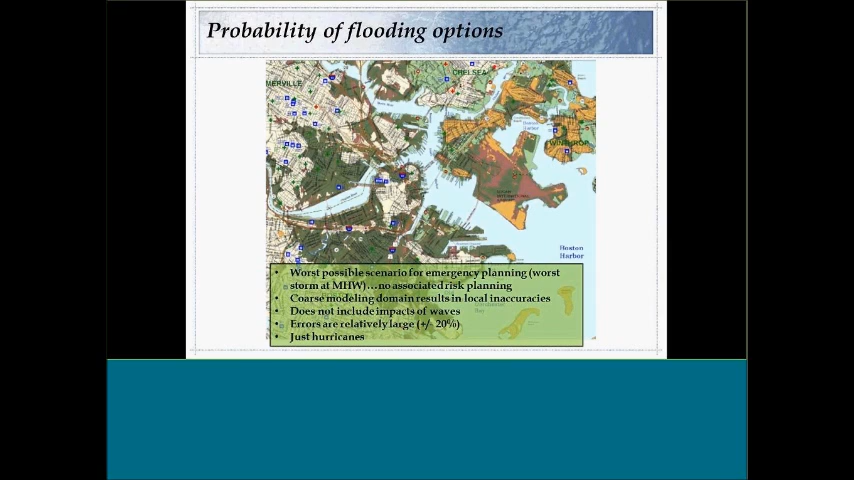 Probability of flooding options
CHELSEA
MERVILLE
WINTHROP
Boston
Harbor
• Worst possible scenario for emergency planning (worst
storm at MHW)…no associated risk planning
• Coarse modeling domain results in local inaccuracies
• Does not include impacts of waves
• Errors are relatively large (+/- 20%)
• Just hurricanes